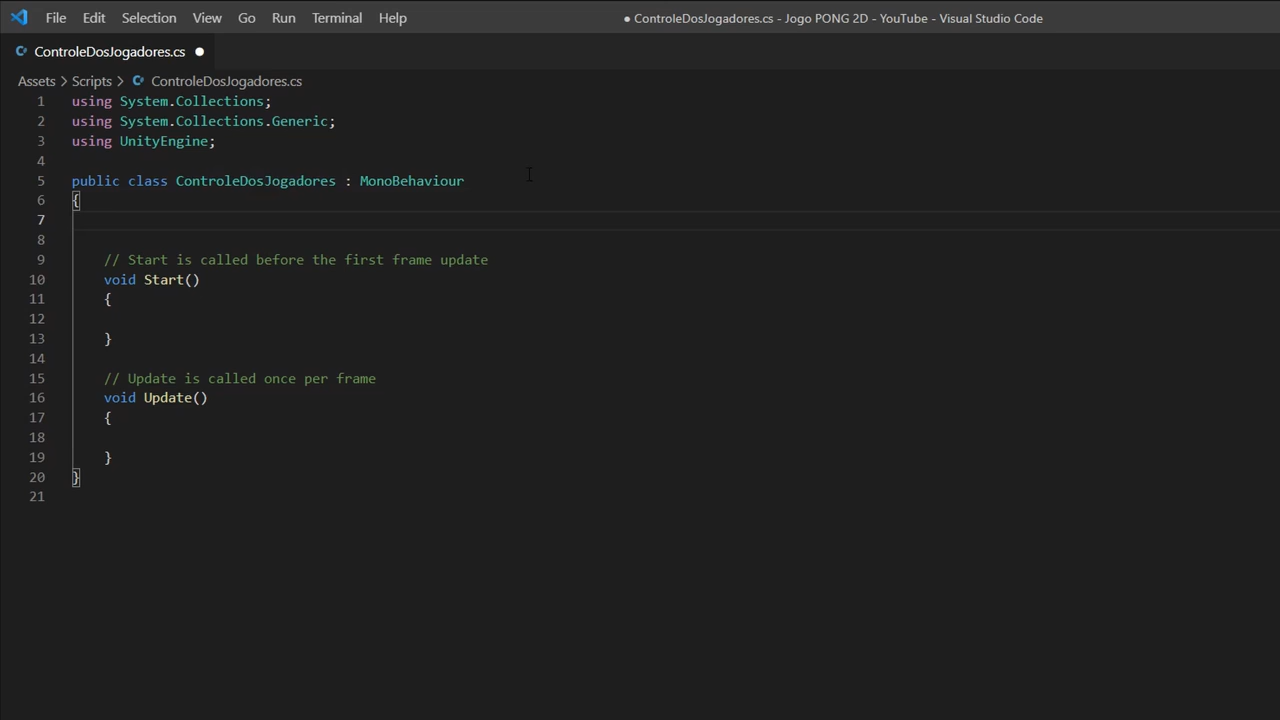 File Edit Selection View Go Run Terminal Help
● ControleDosJogadores.cs - Jogo PONG 2D - YouTube - Visual Studio Code
ControleDosJogadores.cs ●
Assets > Scripts > ControleDosJogadores.cs
1 using System.Collections;
2 using System.Collections.Generic;
3 using UnityEngine;
4
5 public class ControleDosJogadores : MonoBehaviour
6 {
7
8
9     // Start is called before the first frame update
10     void Start()
11     {
12
13     }
14
15     // Update is called once per frame
16     void Update()
17     {
18
19     }
20 }
21